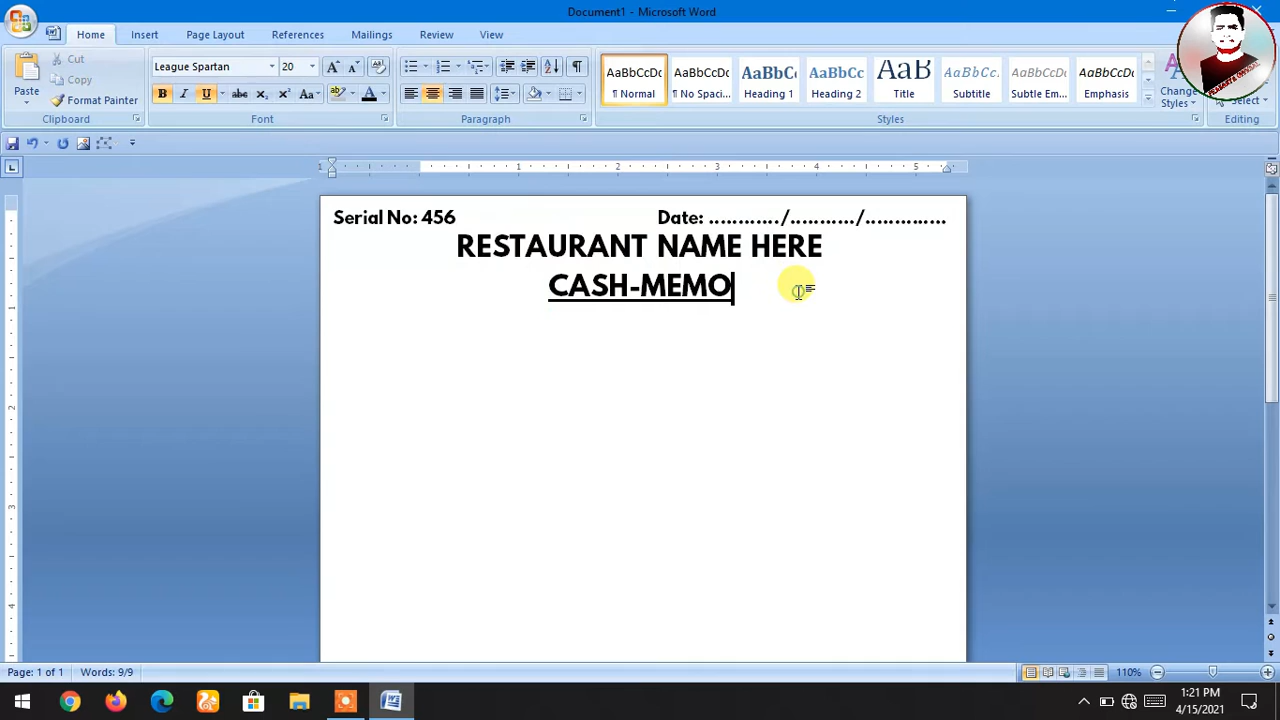 Document1 - Microsoft Word
Home Insert Page Layout References Mailings Review View
Paste
Cut
Copy
Format Painter
Clipboard
League Spartan 20
Font
Paragraph
AaBbCcDc AaBbCcDc AaBbCc AaBbCc AaB AaBbCc. AaBbCcDc AaBbCcDc
¶ Normal ¶ No Spaci... Heading 1 Heading 2 Title Subtitle Subtle Em... Emphasis
Change Styles
Styles
Select
Editing
Serial No: 456 Date: ............/.........../..............
RESTAURANT NAME HERE
CASH-MEMO
Page: 1 of 1 Words: 9/9 110%
1:21 PM
4/15/2021